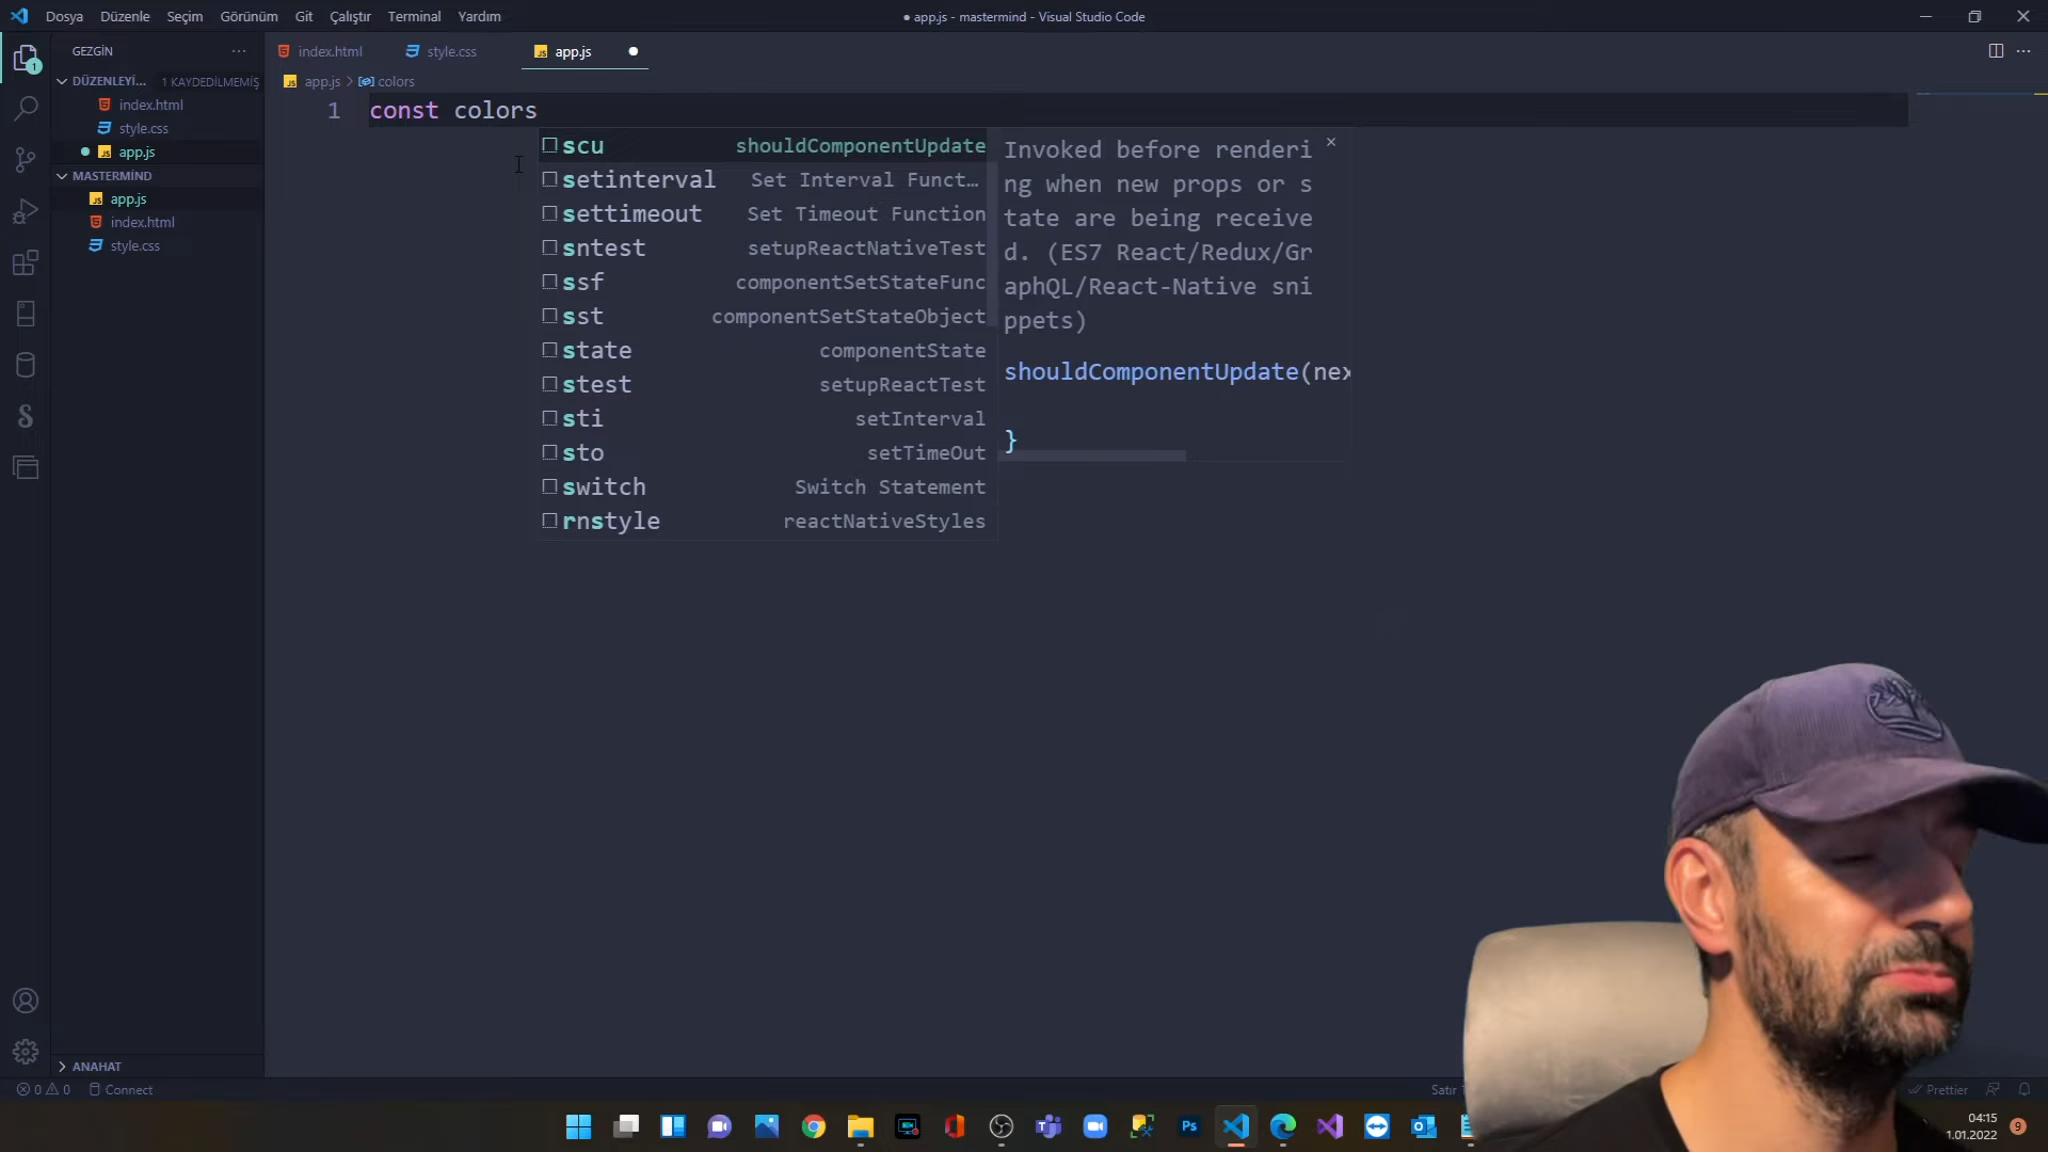 Dosya Düzenle Seçim Görünüm Git Çalıştır Terminal Yardım
● app.js - mastermind - Visual Studio Code
GEZGİN ···
DÜZENLEYİ... 1 KAYDEDİLMEMİŞ
index.html
style.css
app.js
MASTERMİND
app.js
index.html
style.css
ANAHAT
1
index.html style.css app.js
app.js > colors
1 const colors
scu shouldComponentUpdate
setinterval Set Interval Funct...
settimeout Set Timeout Function
sntest setupReactNativeTest
ssf componentSetStateFunc
sst componentSetStateObject
state componentState
stest setupReactTest
sti setInterval
sto setTimeOut
switch Switch Statement
rnstyle reactNativeStyles
Invoked before renderi
ng when new props or s
tate are being receive
d. (ES7 React/Redux/Gr
aphQL/React-Native sni
ppets)
shouldComponentUpdate(nex
}
0 0 Connect
Satır
Prettier
Ps
04:15
1.01.2022
9